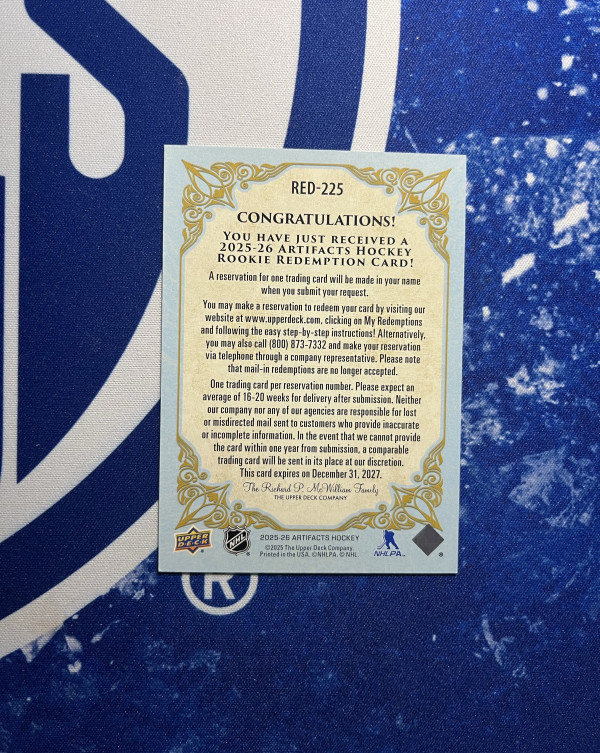 RED-225
CONGRATULATIONS!
YOU HAVE JUST RECEIVED A
2025-26 ARTIFACTS HOCKEY
ROOKIE REDEMPTION CARD!
A reservation for one trading card will be made in your name
when you submit your request.
You may make a reservation to redeem your card by visiting our
website at www.upperdeck.com, clicking on My Redemptions
and following the easy step-by-step instructions! Alternatively,
you may also call (800) 873-7332 and make your reservation
via telephone through a company representative. Please note
that mail-in redemptions are no longer accepted.
One trading card per reservation number. Please expect an
average of 16-20 weeks for delivery after submission. Neither
our company nor any of our agencies are responsible for lost
or misdirected mail sent to customers who provide inaccurate
or incomplete information. In the event that we cannot provide
the card within one year from submission, a comparable
trading card will be sent in its place at our discretion.
This card expires on December 31, 2027.
The Richard P. McWilliam Family
THE UPPER DECK COMPANY
UPPER DECK
NHL
2025-26 ARTIFACTS HOCKEY
©2025 The Upper Deck Company.
Printed in the USA. ©NHLPA. © NHL
NHLPA
®